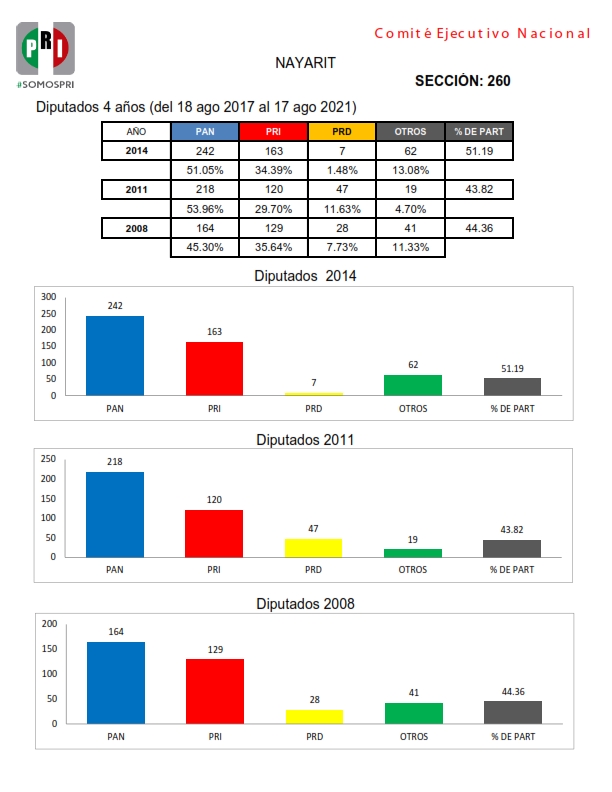 Comité Ejecutivo Nacional
PRI
#SOMOSPRI
NAYARIT
SECCIÓN: 260
Diputados 4 años (del 18 ago 2017 al 17 ago 2021)
AÑO PAN PRI PRD OTROS % DE PART
2014 242 163 7 62 51.19
51.05% 34.39% 1.48% 13.08%
2011 218 120 47 19 43.82
53.96% 29.70% 11.63% 4.70%
2008 164 129 28 41 44.36
45.30% 35.64% 7.73% 11.33%
Diputados 2014
300
250
200
150
100
50
0
242 163 7 62 51.19
PAN PRI PRD OTROS % DE PART
Diputados 2011
250
200
150
100
50
0
218 120 47 19 43.82
PAN PRI PRD OTROS % DE PART
Diputados 2008
200
150
100
50
0
164 129 28 41 44.36
PAN PRI PRD OTROS % DE PART